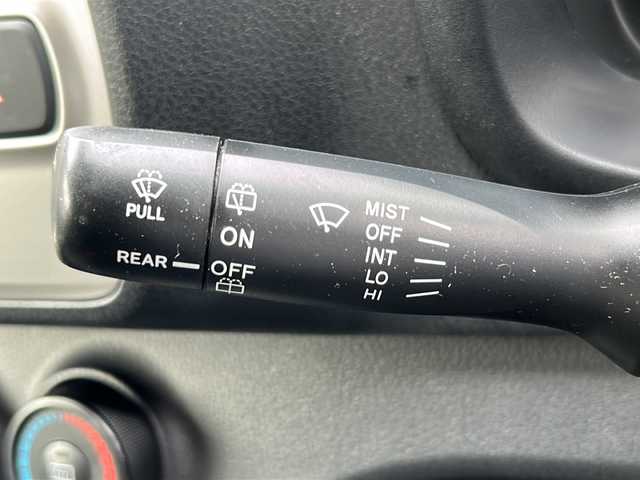 PULL
REAR
ON
OFF
MIST
OFF
INT
LO
HI